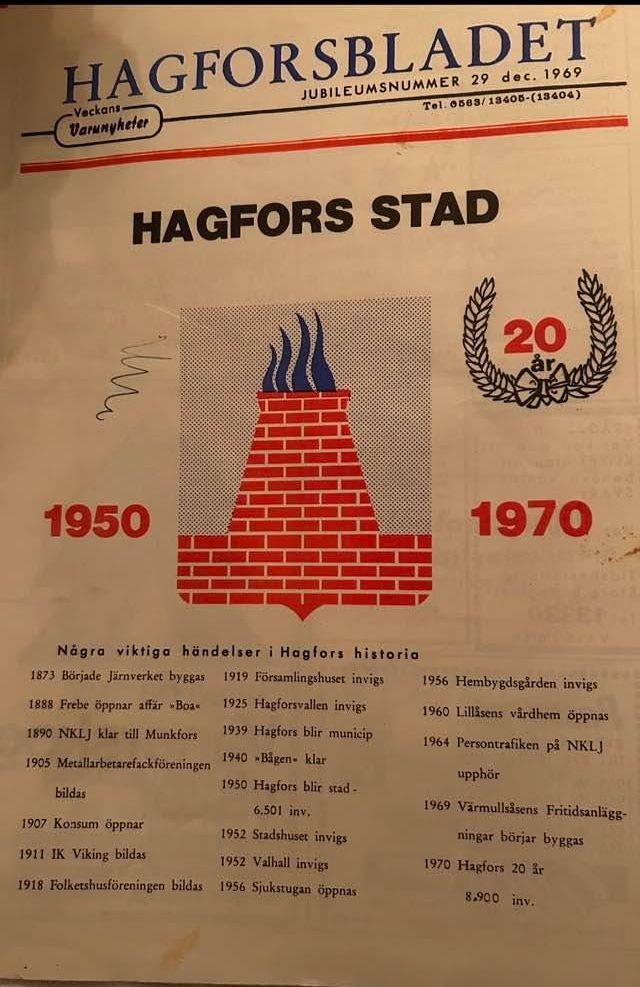 HAGFORSBLADET
JUBILEUMSNUMMER 29 dec. 1969
Veckans
Varunyheter
Tel. 0563/13405-(13404)
HAGFORS STAD
20
år
1950
1970
Några viktiga händelser i Hagfors historia
1873 Började Järnverket byggas
1888 Frebe öppnar affär »Boa«
1890 NKLJ klar till Munkfors
1905 Metallarbetarefackföreningen
bildas
1907 Konsum öppnar
1911 IK Viking bildas
1918 Folketshusföreningen bildas
1919 Församlingshuset invigs
1925 Hagforsvallen invigs
1939 Hagfors blir municip
1940 »Bågen« klar
1950 Hagfors blir stad -
6.501 inv.
1952 Stadshuset invigs
1952 Valhall invigs
1956 Sjukstugan öppnas
1956 Hembygdsgården invigs
1960 Lillåsens vårdhem öppnas
1964 Persontrafiken på NKLJ
upphör
1969 Värmullsåsens Fritidsanlägg-
ningar börjar byggas
1970 Hagfors 20 år
8.900 inv.